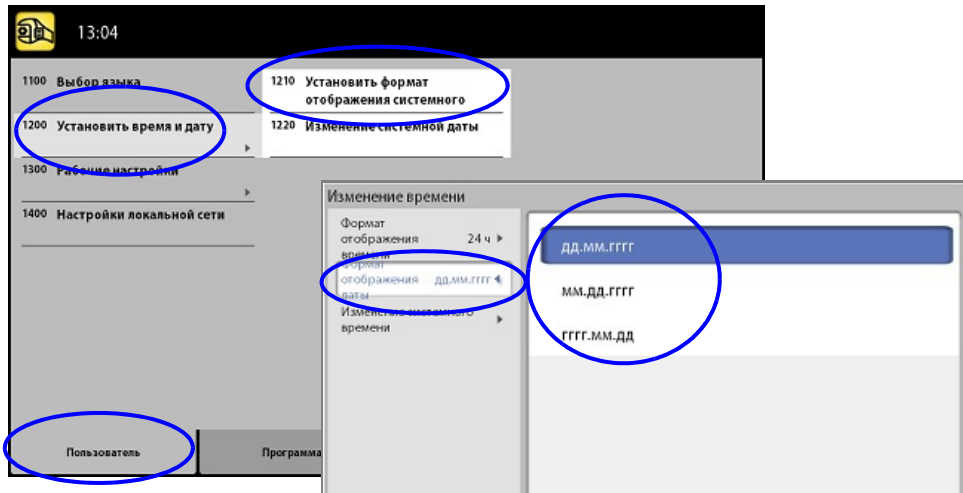 13:04
1100 Выбор языка
1210 Установить формат
отображения системного
1200 Установить время и дату
1220 Изменение системной даты
1300 Рабочие настройки
1400 Настройки локальной сети
Пользователь
Программа
Изменение времени
Формат
отображения 24 ч
времени
Формат
отображения дд.мм.гггг
даты
Изменение системного
времени
дд.мм.гггг
мм.дд.гггг
гггг.мм.дд